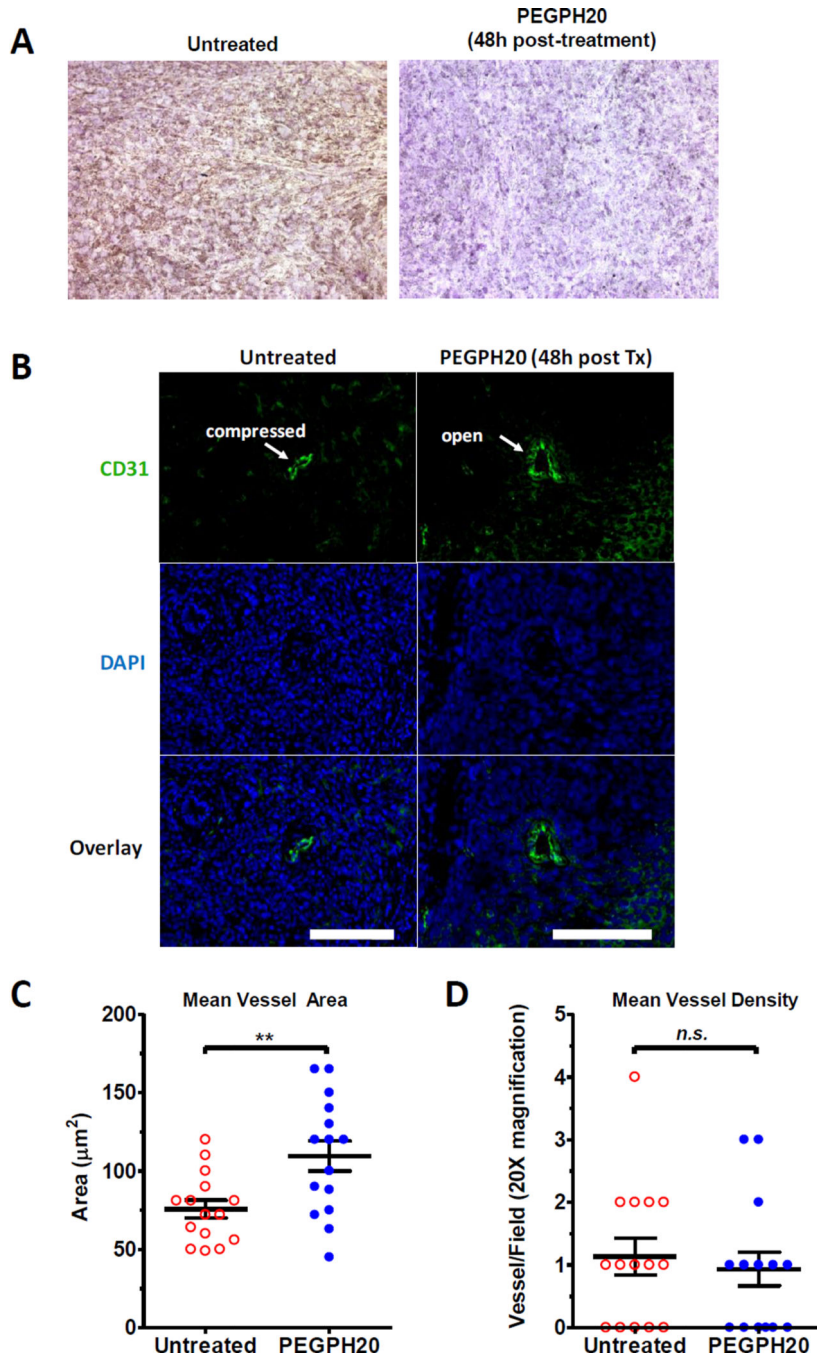 A
Untreated
PEGPH20
(48h post-treatment)
B
Untreated
PEGPH20 (48h post Tx)
compressed
open
CD31
DAPI
Overlay
C
Mean Vessel Area
**
200
150
100
50
0
Area (μm²)
Untreated
PEGPH20
D
Mean Vessel Density
n.s.
5
4
3
2
1
0
Vessel/Field (20X magnification)
Untreated
PEGPH20